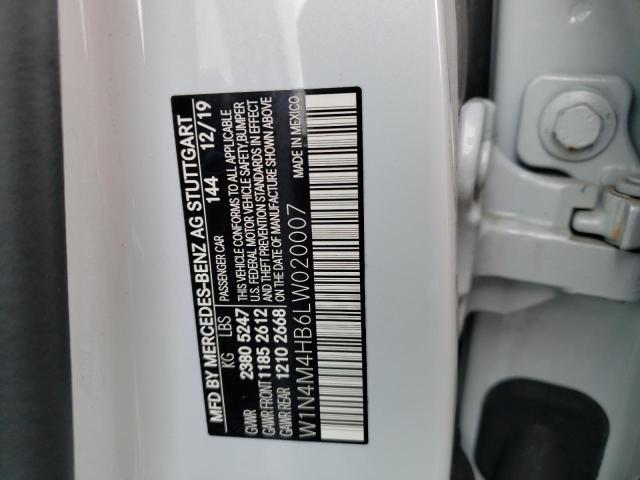 MFD BY MERCEDES-BENZ AG STUTTGART
KG LBS PASSENGER CAR 144 12/19
GVWR 2380 5247 THIS VEHICLE CONFORMS TO ALL APPLICABLE
U.S. FEDERAL MOTOR VEHICLE SAFETY,BUMPER
GAWR FRONT 1185 2612 AND THEFT PREVENTION STANDARDS IN EFFECT
GAWR REAR 1210 2668 ON THE DATE OF MANUFACTURE SHOWN ABOVE
W1N4M4HB6LW020007 MADE IN MEXICO